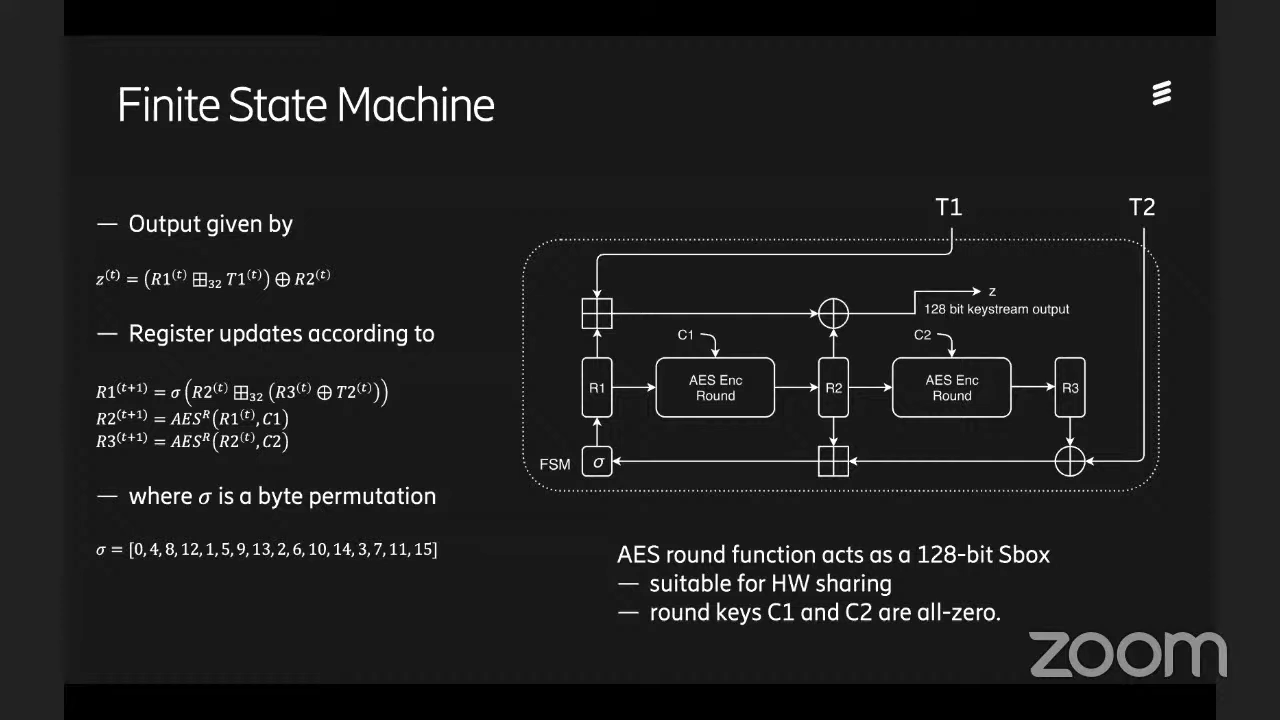 Finite State Machine
— Output given by
z⁽ᵗ⁾ = (R1⁽ᵗ⁾ ⊞₃₂ T1⁽ᵗ⁾) ⊕ R2⁽ᵗ⁾
— Register updates according to
R1⁽ᵗ⁺¹⁾ = σ(R2⁽ᵗ⁾ ⊞₃₂ (R3⁽ᵗ⁾ ⊕ T2⁽ᵗ⁾))
R2⁽ᵗ⁺¹⁾ = AESᴿ(R1⁽ᵗ⁾, C1)
R3⁽ᵗ⁺¹⁾ = AESᴿ(R2⁽ᵗ⁾, C2)
— where σ is a byte permutation
σ = [0, 4, 8, 12, 1, 5, 9, 13, 2, 6, 10, 14, 3, 7, 11, 15]
T1
T2
z
128 bit keystream output
C1
C2
R1
AES Enc
Round
R2
AES Enc
Round
R3
FSM
σ
AES round function acts as a 128-bit Sbox
— suitable for HW sharing
— round keys C1 and C2 are all-zero.
zoom